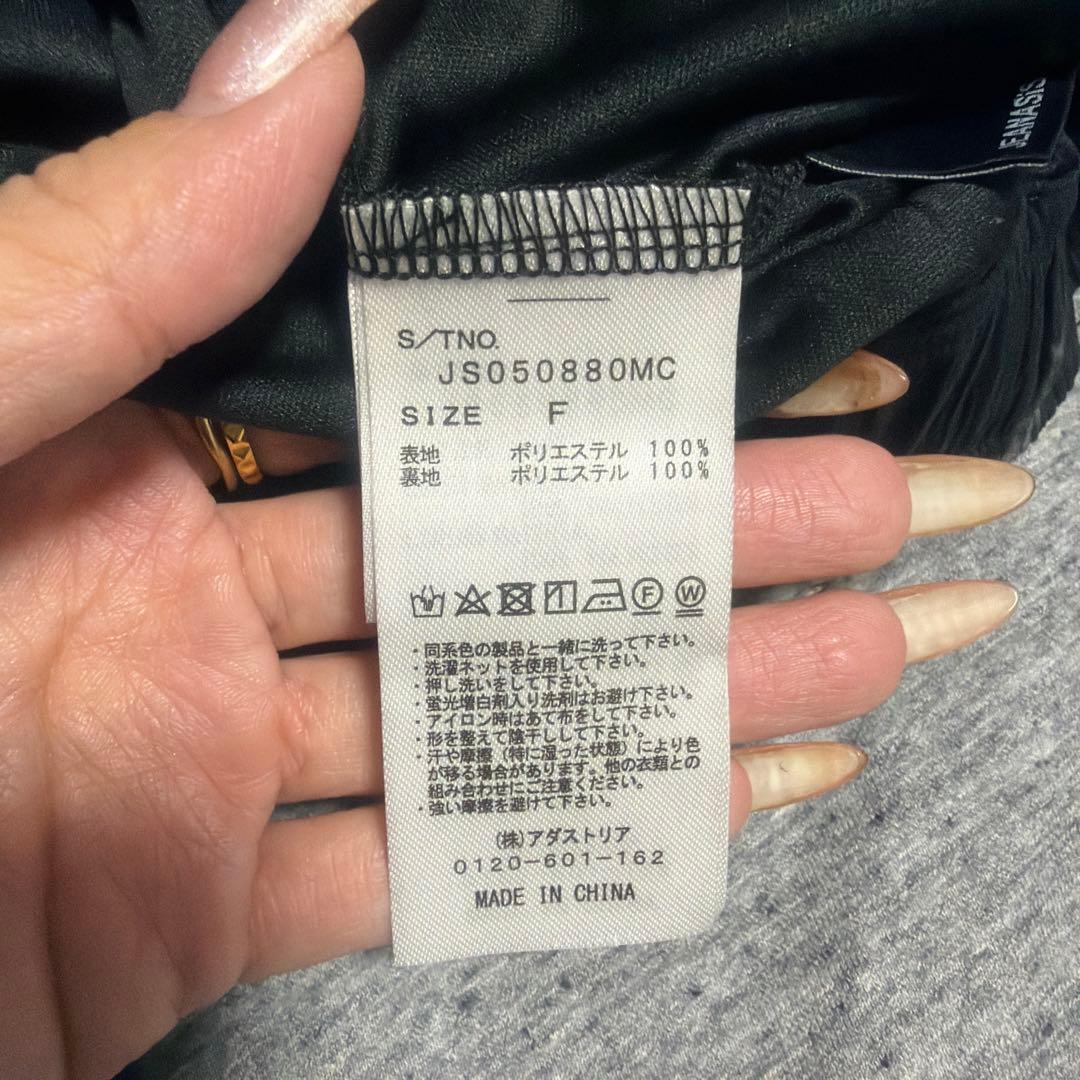 JEANASIS
S/TNO.
JS050880MC
SIZE F
表地 ポリエステル 100%
裏地 ポリエステル 100%
F W
・同系色の製品と一緒に洗って下さい。
・洗濯ネットを使用して下さい。
・押し洗いをして下さい。
・蛍光増白剤入り洗剤はお避け下さい。
・アイロン時はあて布をして下さい。
・形を整えて陰干しして下さい。
・汗や摩擦（特に湿った状態）により色
が移る場合があります。他の衣類との
組み合わせにご注意ください。
・強い摩擦を避けて下さい。
(株)アダストリア
0120-601-162
MADE IN CHINA